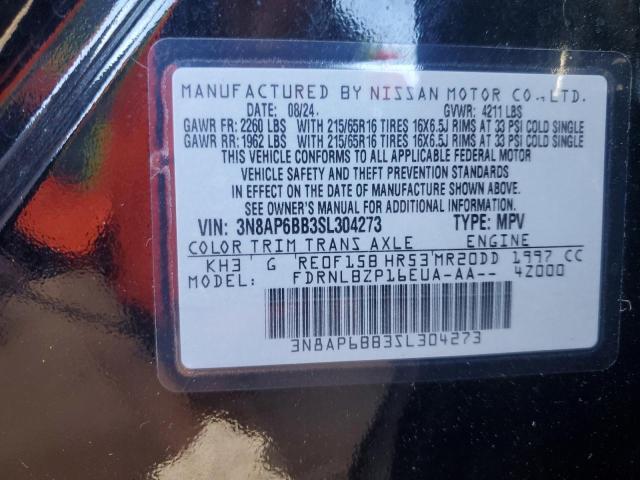 MANUFACTURED BY NISSAN MOTOR CO.,LTD.
DATE: 08/24. GVWR: 4211 LBS
GAWR FR: 2260 LBS WITH 215/65R16 TIRES 16X6.5J RIMS AT 33 PSI COLD SINGLE
GAWR RR: 1962 LBS WITH 215/65R16 TIRES 16X6.5J RIMS AT 33 PSI COLD SINGLE
THIS VEHICLE CONFORMS TO ALL APPLICABLE FEDERAL MOTOR
VEHICLE SAFETY AND THEFT PREVENTION STANDARDS
IN EFFECT ON THE DATE OF MANUFACTURE SHOWN ABOVE.
SEE OWNER'S MANUAL FOR ADDITIONAL INFORMATION.
VIN: 3N8AP6BB3SL304273 TYPE: MPV
COLOR TRIM TRANS AXLE ENGINE
KH3 G RE0F15B HR53 MR20DD 1997 CC
MODEL: FDRNLBZP16EUA-AA-- 4Z000
3N8AP6BB3SL304273